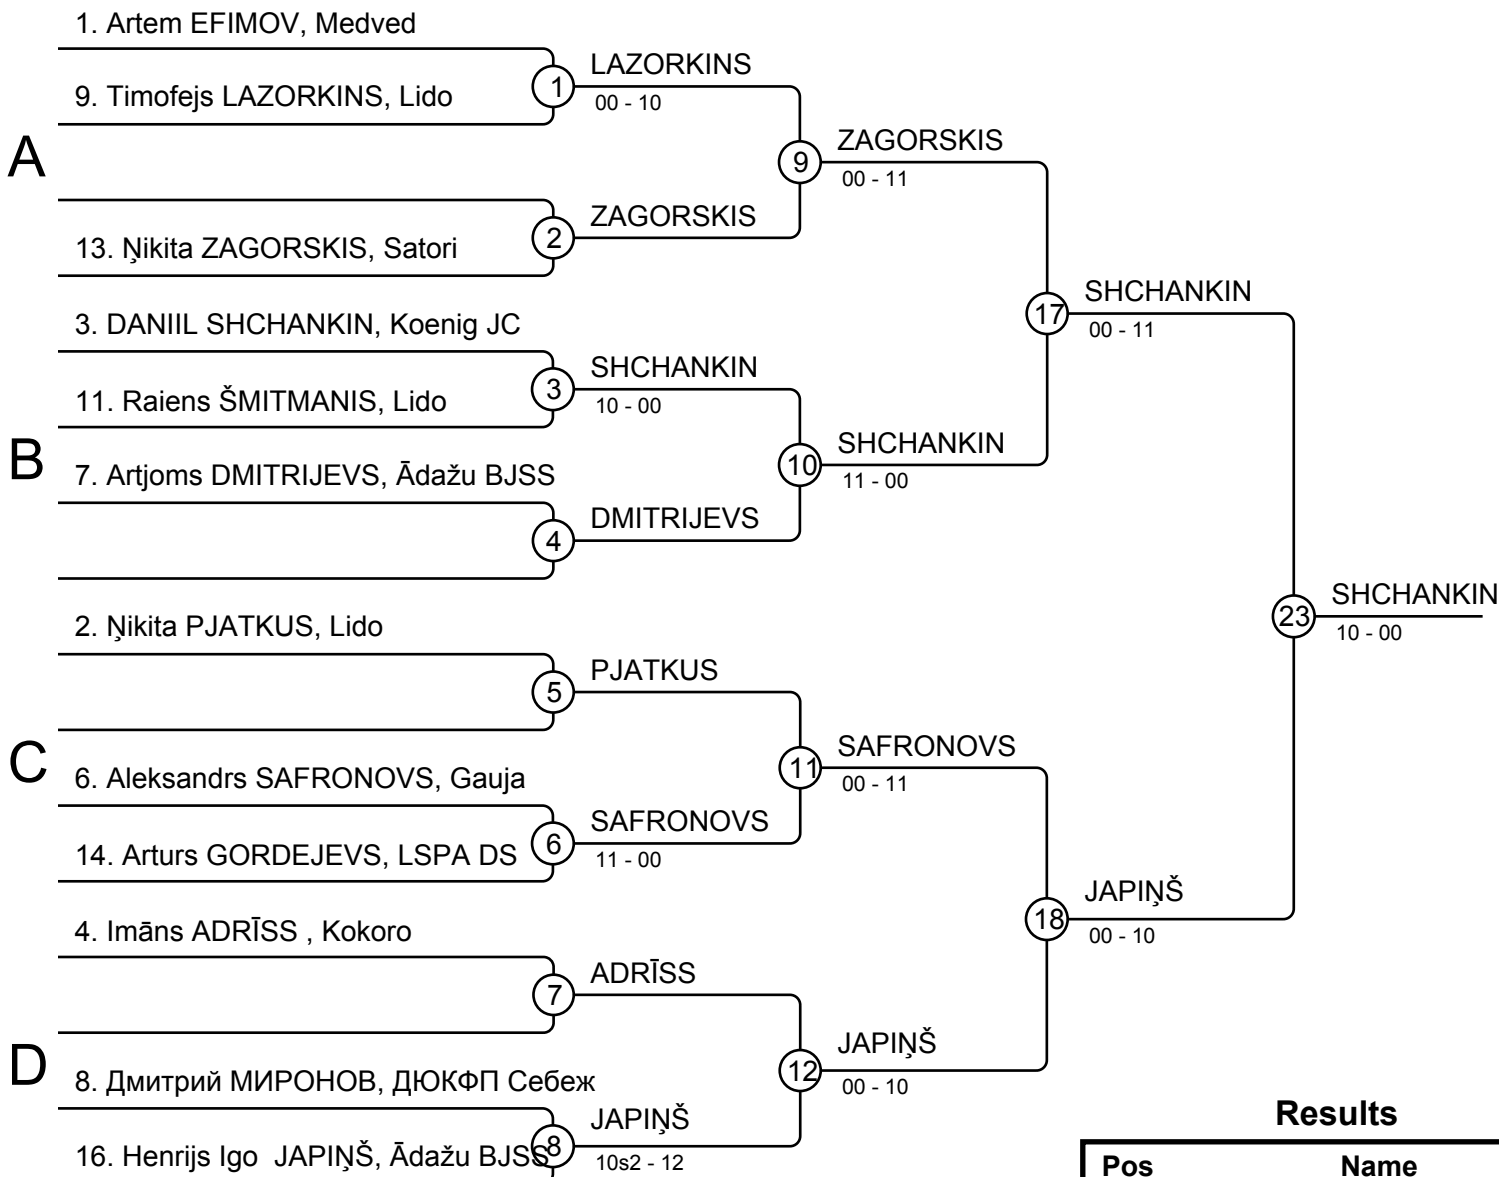 1. Artem EFIMOV, Medved
LAZORKINS
1
00 - 10
9. Timofejs LAZORKINS, Lido
A
ZAGORSKIS
9
00 - 11
ZAGORSKIS
2
13. Ņikita ZAGORSKIS, Satori
SHCHANKIN
17
00 - 11
3. DANIIL SHCHANKIN, Koenig JC
SHCHANKIN
3
10 - 00
11. Raiens ŠMITMANIS, Lido
B
SHCHANKIN
10
11 - 00
7. Artjoms DMITRIJEVS, Ādažu BJSS
DMITRIJEVS
4
SHCHANKIN
23
10 - 00
2. Ņikita PJATKUS, Lido
PJATKUS
5
C
SAFRONOVS
11
00 - 11
6. Aleksandrs SAFRONOVS, Gauja
SAFRONOVS
6
11 - 00
14. Arturs GORDEJEVS, LSPA DS
JAPIŅŠ
18
00 - 10
4. Imāns ADRĪSS , Kokoro
ADRĪSS
7
D
JAPIŅŠ
12
00 - 10
8. Дмитрий МИРОНОВ, ДЮКФП Себеж
JAPIŅŠ
8
10s2 - 12
16. Henrijs Igo JAPIŅŠ, Ādažu BJSS
Results
Pos Name